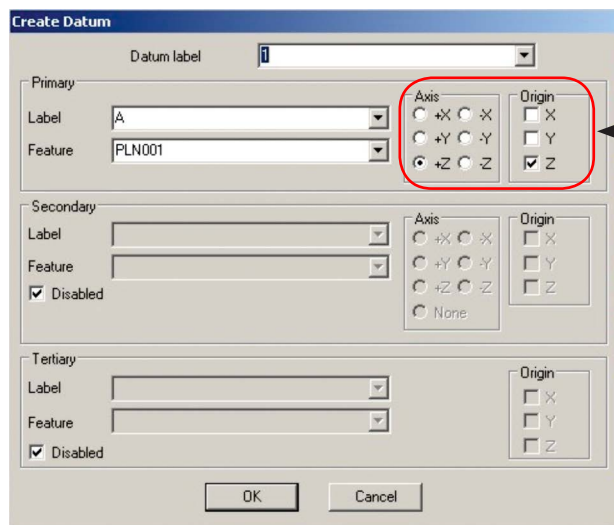 Create Datum
Datum label 1
Primary
Label A
Feature PLN001
Axis
+X -X
+Y -Y
+Z -Z
Origin
X
Y
Z
Secondary
Label
Feature
Disabled
Axis
+X -X
+Y -Y
+Z -Z
None
Origin
X
Y
Z
Tertiary
Label
Feature
Disabled
Origin
X
Y
Z
OK Cancel